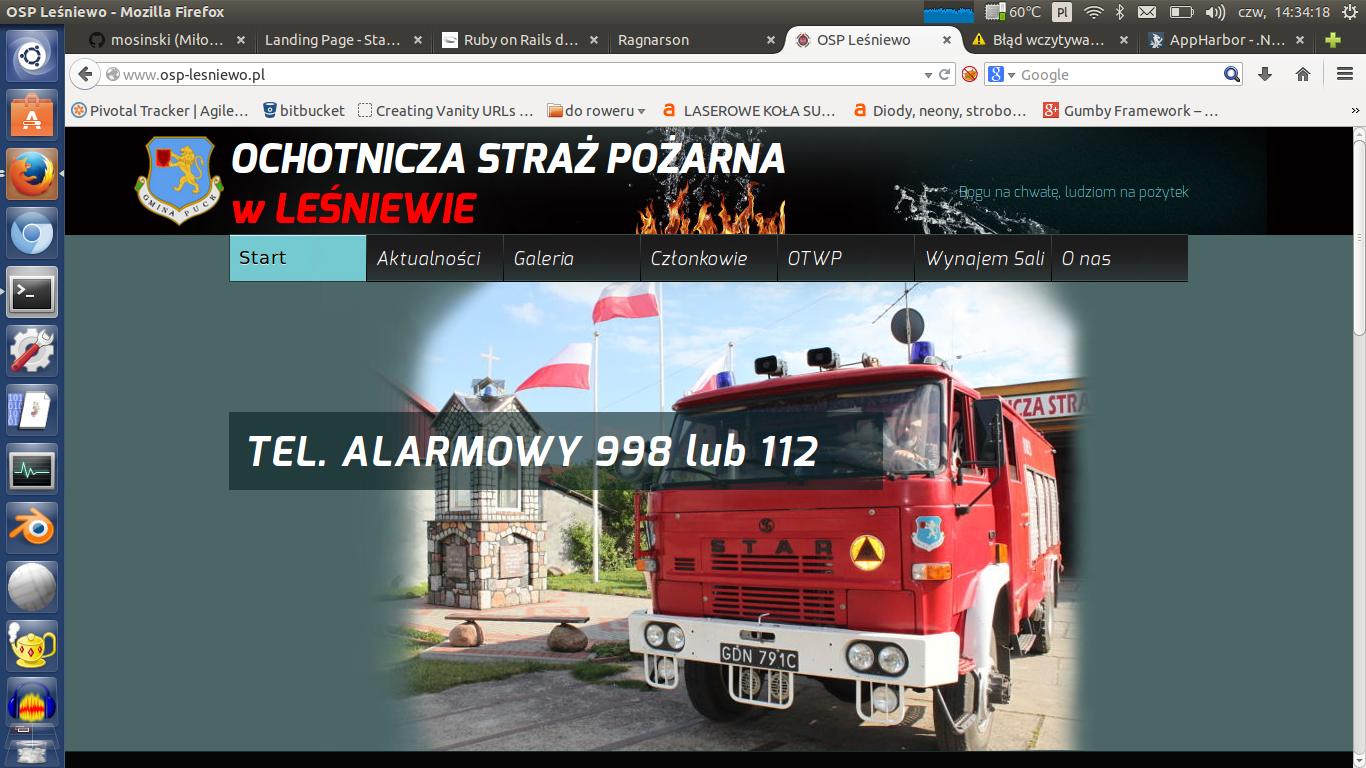 OSP Leśniewo - Mozilla Firefox
60°C Pl czw, 14:34:18
mosinski (Miło... × Landing Page - Sta... × Ruby on Rails d... × Ragnarson × OSP Leśniewo × Błąd wczytywa... × AppHarbor - .N... ×
www.osp-lesniewo.pl
Google
Pivotal Tracker | Agile... bitbucket Creating Vanity URLs ... do roweru LASEROWE KOŁA SU... Diody, neony, strobo... Gumby Framework – ... »
GMINA PUCK
OCHOTNICZA STRAŻ POŻARNA
w LEŚNIEWIE
Bogu na chwałę, ludziom na pożytek
Start Aktualności Galeria Członkowie OTWP Wynajem Sali O nas
NICZA STRA
TEL. ALARMOWY 998 lub 112
STAR
GDN 791C